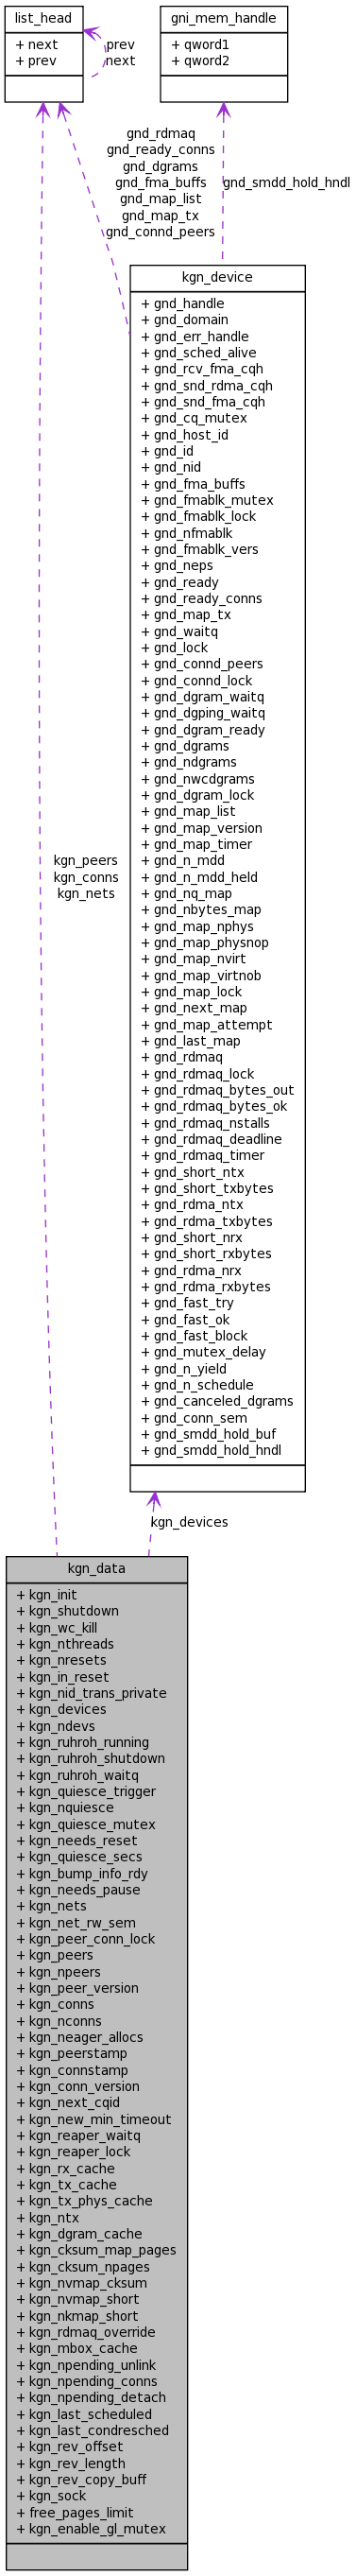 list_head
+ next
+ prev
prev
next
gni_mem_handle
+ qword1
+ qword2
gnd_rdmaq
gnd_ready_conns
gnd_dgrams
gnd_fma_buffs
gnd_map_list
gnd_map_tx
gnd_connd_peers
gnd_smdd_hold_hndl
kgn_device
+ gnd_handle
+ gnd_domain
+ gnd_err_handle
+ gnd_sched_alive
+ gnd_rcv_fma_cqh
+ gnd_snd_rdma_cqh
+ gnd_snd_fma_cqh
+ gnd_cq_mutex
+ gnd_host_id
+ gnd_id
+ gnd_nid
+ gnd_fma_buffs
+ gnd_fmablk_mutex
+ gnd_fmablk_lock
+ gnd_nfmablk
+ gnd_fmablk_vers
+ gnd_neps
+ gnd_ready
+ gnd_ready_conns
+ gnd_map_tx
+ gnd_waitq
+ gnd_lock
+ gnd_connd_peers
+ gnd_connd_lock
+ gnd_dgram_waitq
+ gnd_dgping_waitq
+ gnd_dgram_ready
+ gnd_dgrams
+ gnd_ndgrams
+ gnd_nwcdgrams
+ gnd_dgram_lock
+ gnd_map_list
+ gnd_map_version
+ gnd_map_timer
+ gnd_n_mdd
+ gnd_n_mdd_held
+ gnd_nq_map
+ gnd_nbytes_map
+ gnd_map_nphys
+ gnd_map_physnop
+ gnd_map_nvirt
+ gnd_map_virtnob
+ gnd_map_lock
+ gnd_next_map
+ gnd_map_attempt
+ gnd_last_map
+ gnd_rdmaq
+ gnd_rdmaq_lock
+ gnd_rdmaq_bytes_out
+ gnd_rdmaq_bytes_ok
+ gnd_rdmaq_nstalls
+ gnd_rdmaq_deadline
+ gnd_rdmaq_timer
+ gnd_short_ntx
+ gnd_short_txbytes
+ gnd_rdma_ntx
+ gnd_rdma_txbytes
+ gnd_short_nrx
+ gnd_short_rxbytes
+ gnd_rdma_nrx
+ gnd_rdma_rxbytes
+ gnd_fast_try
+ gnd_fast_ok
+ gnd_fast_block
+ gnd_mutex_delay
+ gnd_n_yield
+ gnd_n_schedule
+ gnd_canceled_dgrams
+ gnd_conn_sem
+ gnd_smdd_hold_buf
+ gnd_smdd_hold_hndl
kgn_peers
kgn_conns
kgn_nets
kgn_devices
kgn_data
+ kgn_init
+ kgn_shutdown
+ kgn_wc_kill
+ kgn_nthreads
+ kgn_nresets
+ kgn_in_reset
+ kgn_nid_trans_private
+ kgn_devices
+ kgn_ndevs
+ kgn_ruhroh_running
+ kgn_ruhroh_shutdown
+ kgn_ruhroh_waitq
+ kgn_quiesce_trigger
+ kgn_nquiesce
+ kgn_quiesce_mutex
+ kgn_needs_reset
+ kgn_quiesce_secs
+ kgn_bump_info_rdy
+ kgn_needs_pause
+ kgn_nets
+ kgn_net_rw_sem
+ kgn_peer_conn_lock
+ kgn_peers
+ kgn_npeers
+ kgn_peer_version
+ kgn_conns
+ kgn_nconns
+ kgn_neager_allocs
+ kgn_peerstamp
+ kgn_connstamp
+ kgn_conn_version
+ kgn_next_cqid
+ kgn_new_min_timeout
+ kgn_reaper_waitq
+ kgn_reaper_lock
+ kgn_rx_cache
+ kgn_tx_cache
+ kgn_tx_phys_cache
+ kgn_ntx
+ kgn_dgram_cache
+ kgn_cksum_map_pages
+ kgn_cksum_npages
+ kgn_nvmap_cksum
+ kgn_nvmap_short
+ kgn_nkmap_short
+ kgn_rdmaq_override
+ kgn_mbox_cache
+ kgn_npending_unlink
+ kgn_npending_conns
+ kgn_npending_detach
+ kgn_last_scheduled
+ kgn_last_condresched
+ kgn_rev_offset
+ kgn_rev_length
+ kgn_rev_copy_buff
+ kgn_sock
+ free_pages_limit
+ kgn_enable_gl_mutex